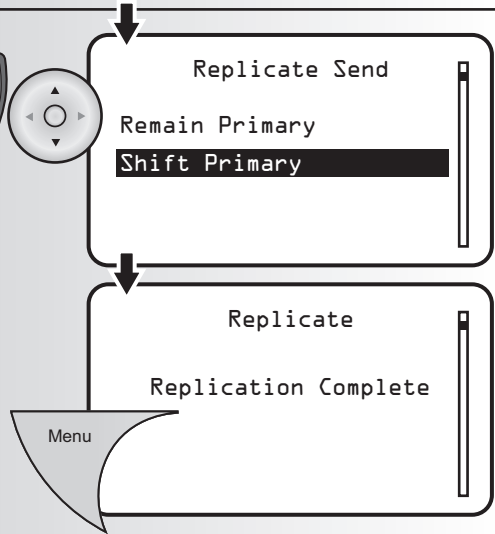 Replicate Send
Remain Primary
Shift Primary
Replicate
Replication Complete
Menu